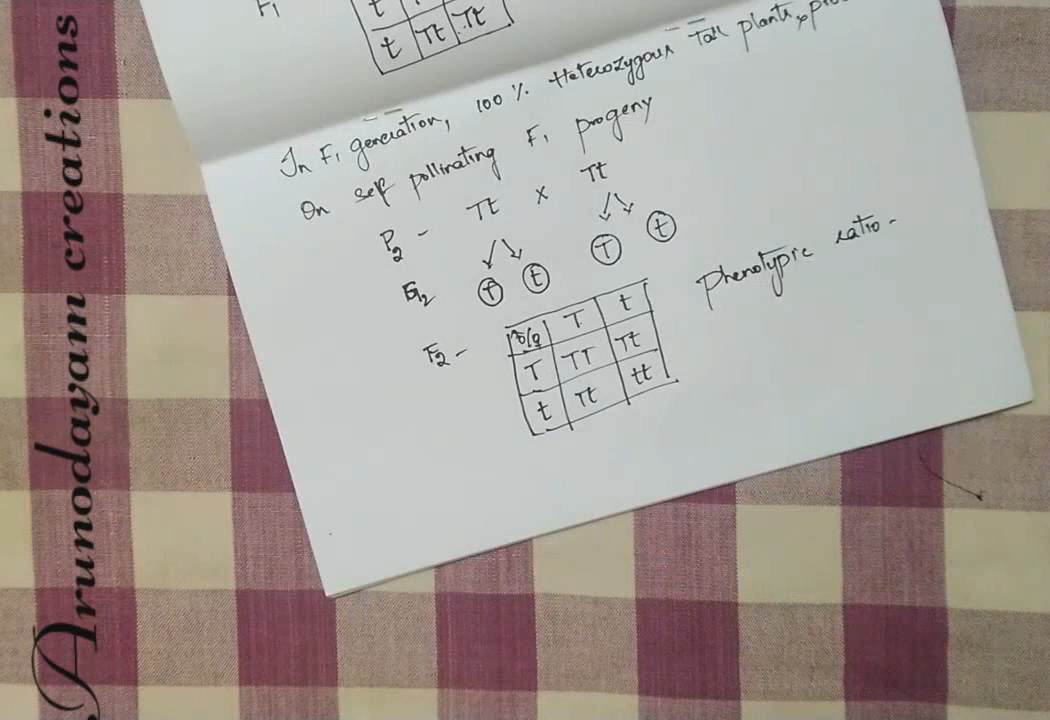 F1
t
t Tt Tt
In F1 generation, 100 % Heterozygous Tall plants
On self pollinating F1 progeny
P2 - Tt x Tt
G2 T t T t
F2 -
♂/♀ T t
T TT Tt
t Tt tt
Phenotypic ratio -
Arunodayam creations